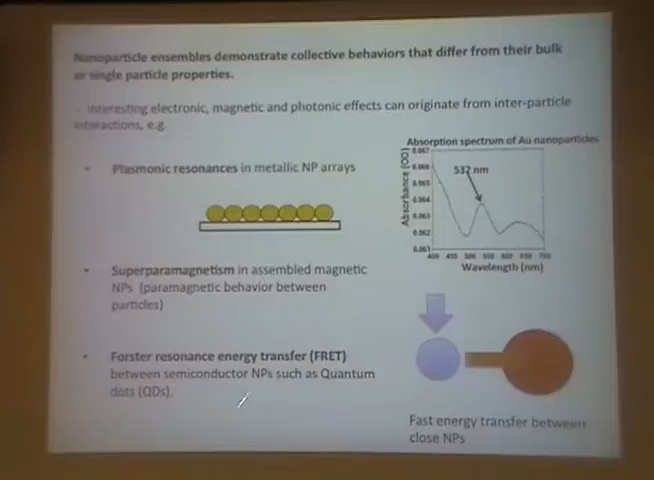 Nanoparticle ensembles demonstrate collective behaviors that differ from their bulk
or single particle properties.
- Interesting electronic, magnetic and photonic effects can originate from inter-particle
interactions, e.g.
• Plasmonic resonances in metallic NP arrays
• Superparamagnetism in assembled magnetic
NPs (paramagnetic behavior between
particles)
• Forster resonance energy transfer (FRET)
between semiconductor NPs such as Quantum
dots (QDs).
Absorption spectrum of Au nanoparticles
Absorbance (OD)
0.067
0.066
0.065
0.064
0.063
0.062
0.061
532 nm
400 450 500 550 600 650 700 750
Wavelength (nm)
Fast energy transfer between
close NPs